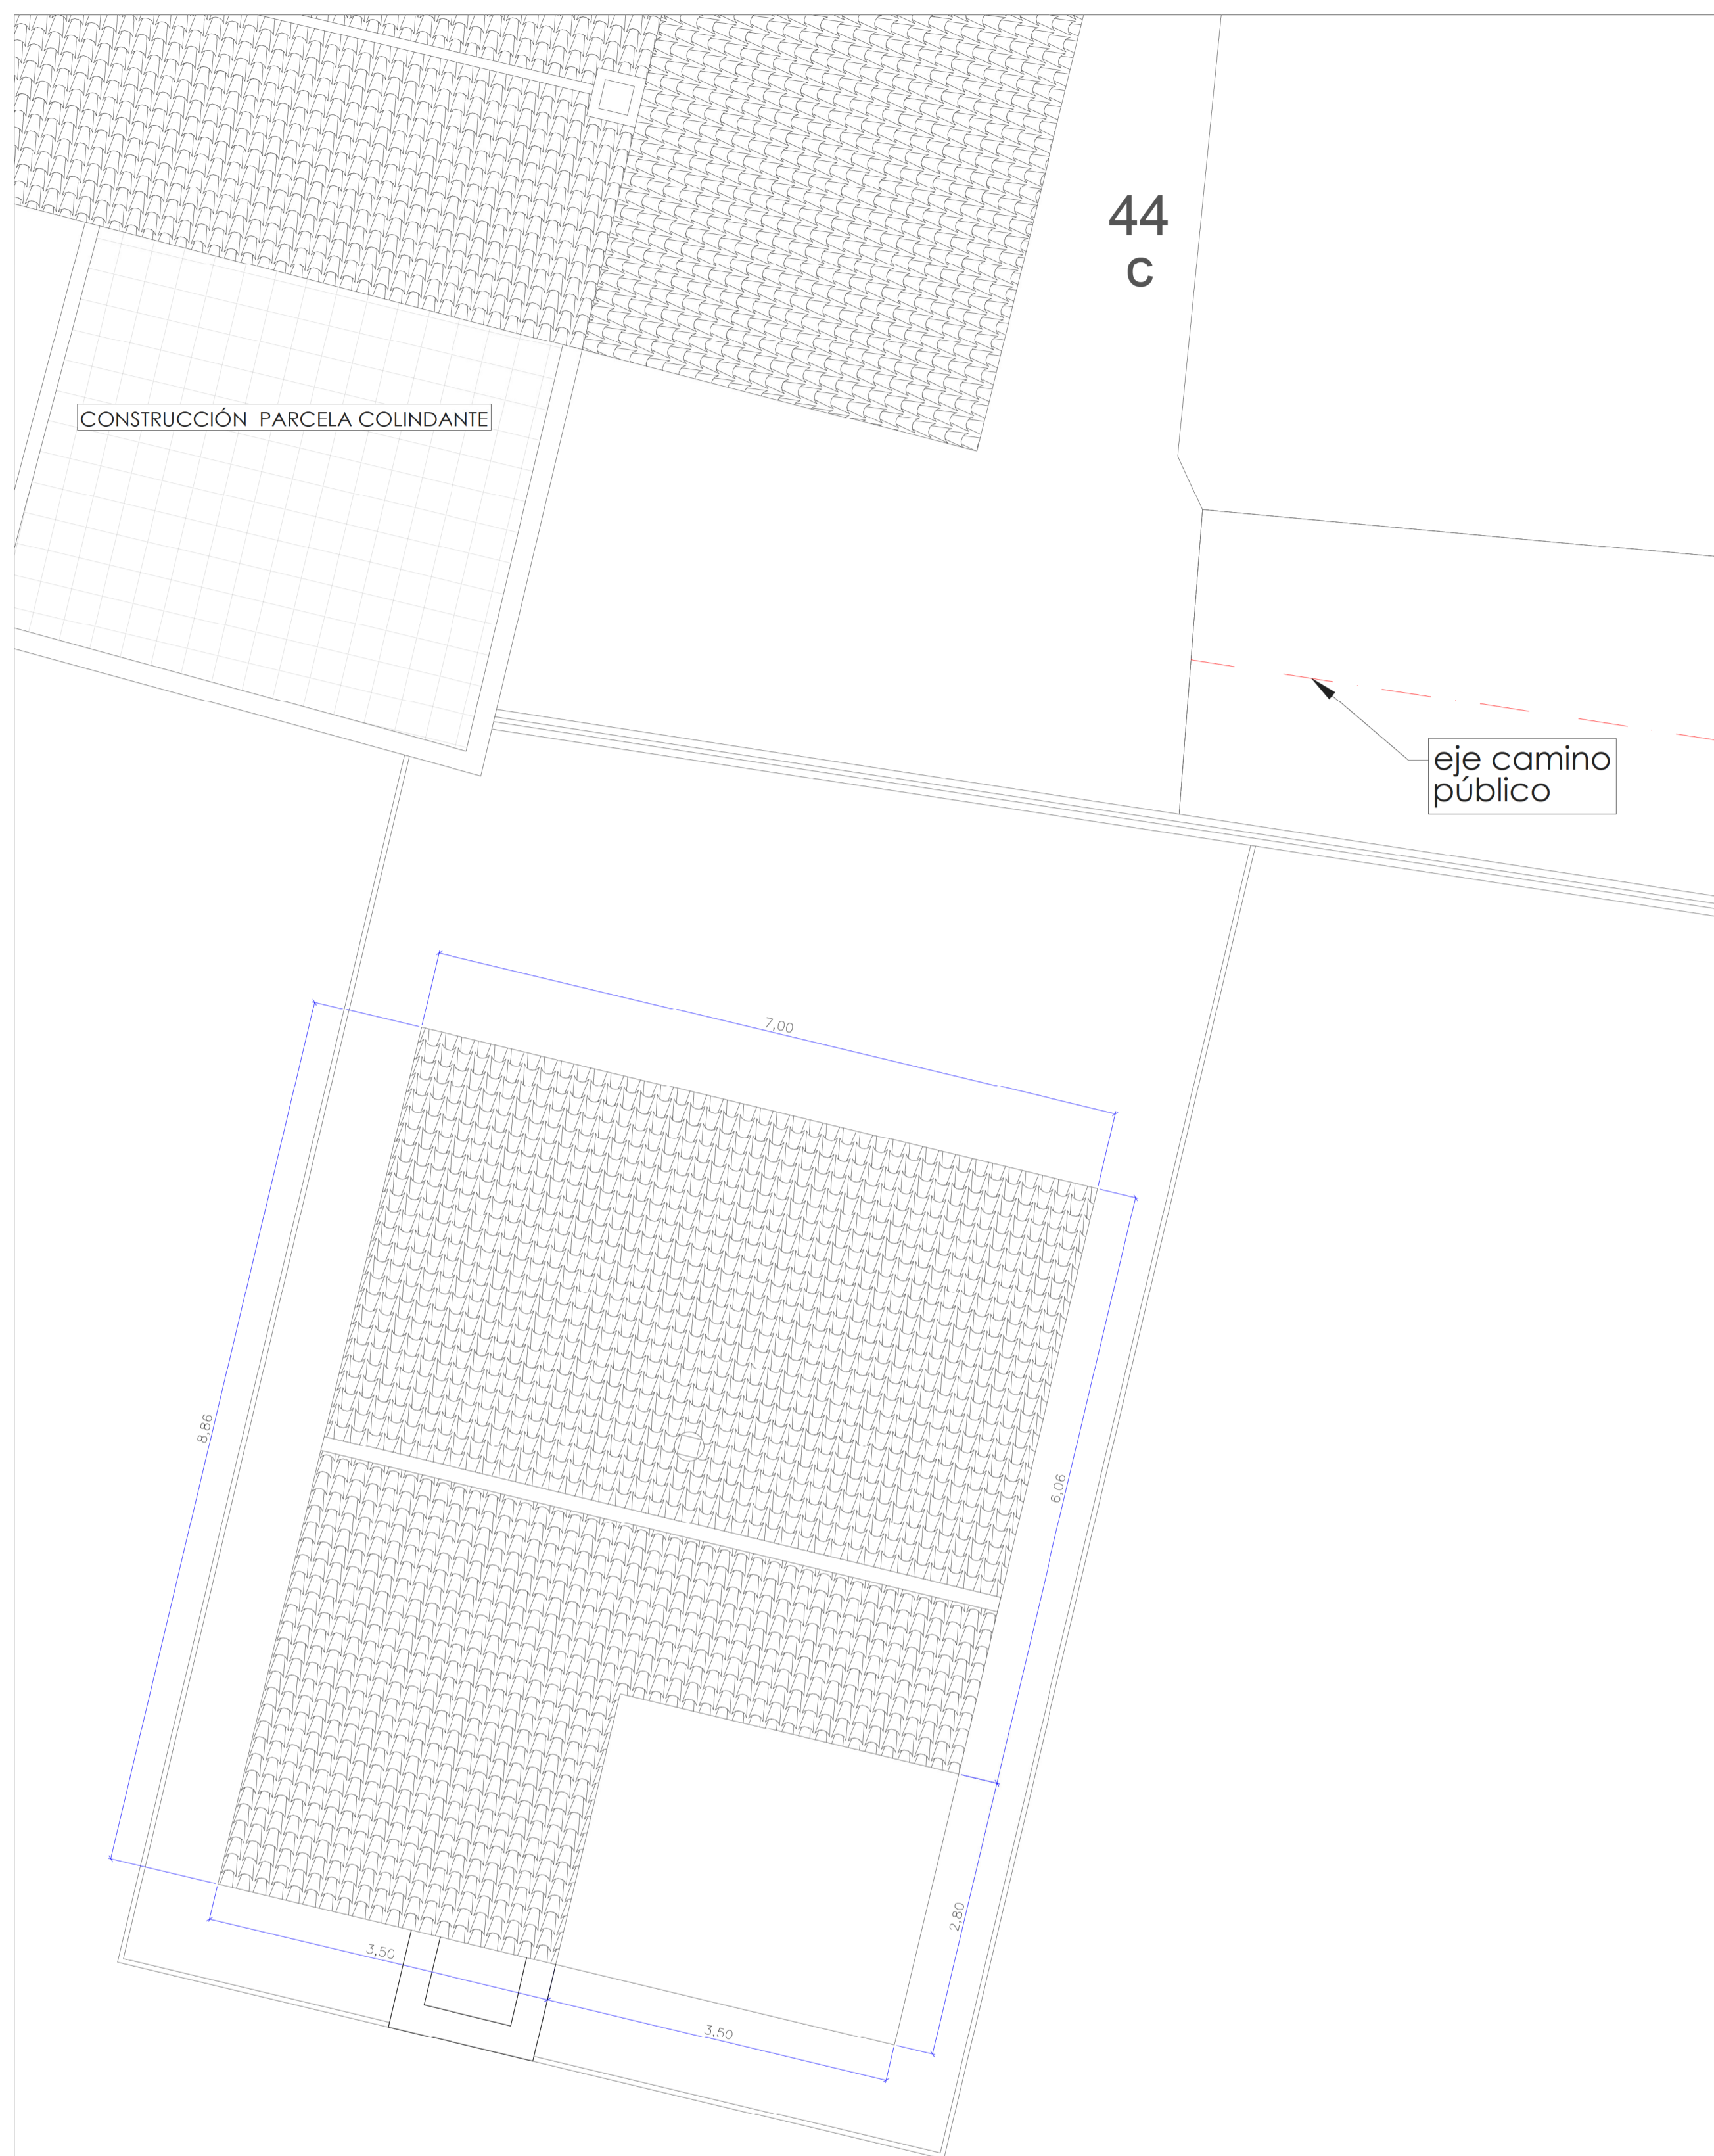 44
c
CONSTRUCCIÓN PARCELA COLINDANTE
eje camino
público
7,00
8,86
6,06
2,80
3,50
3,50